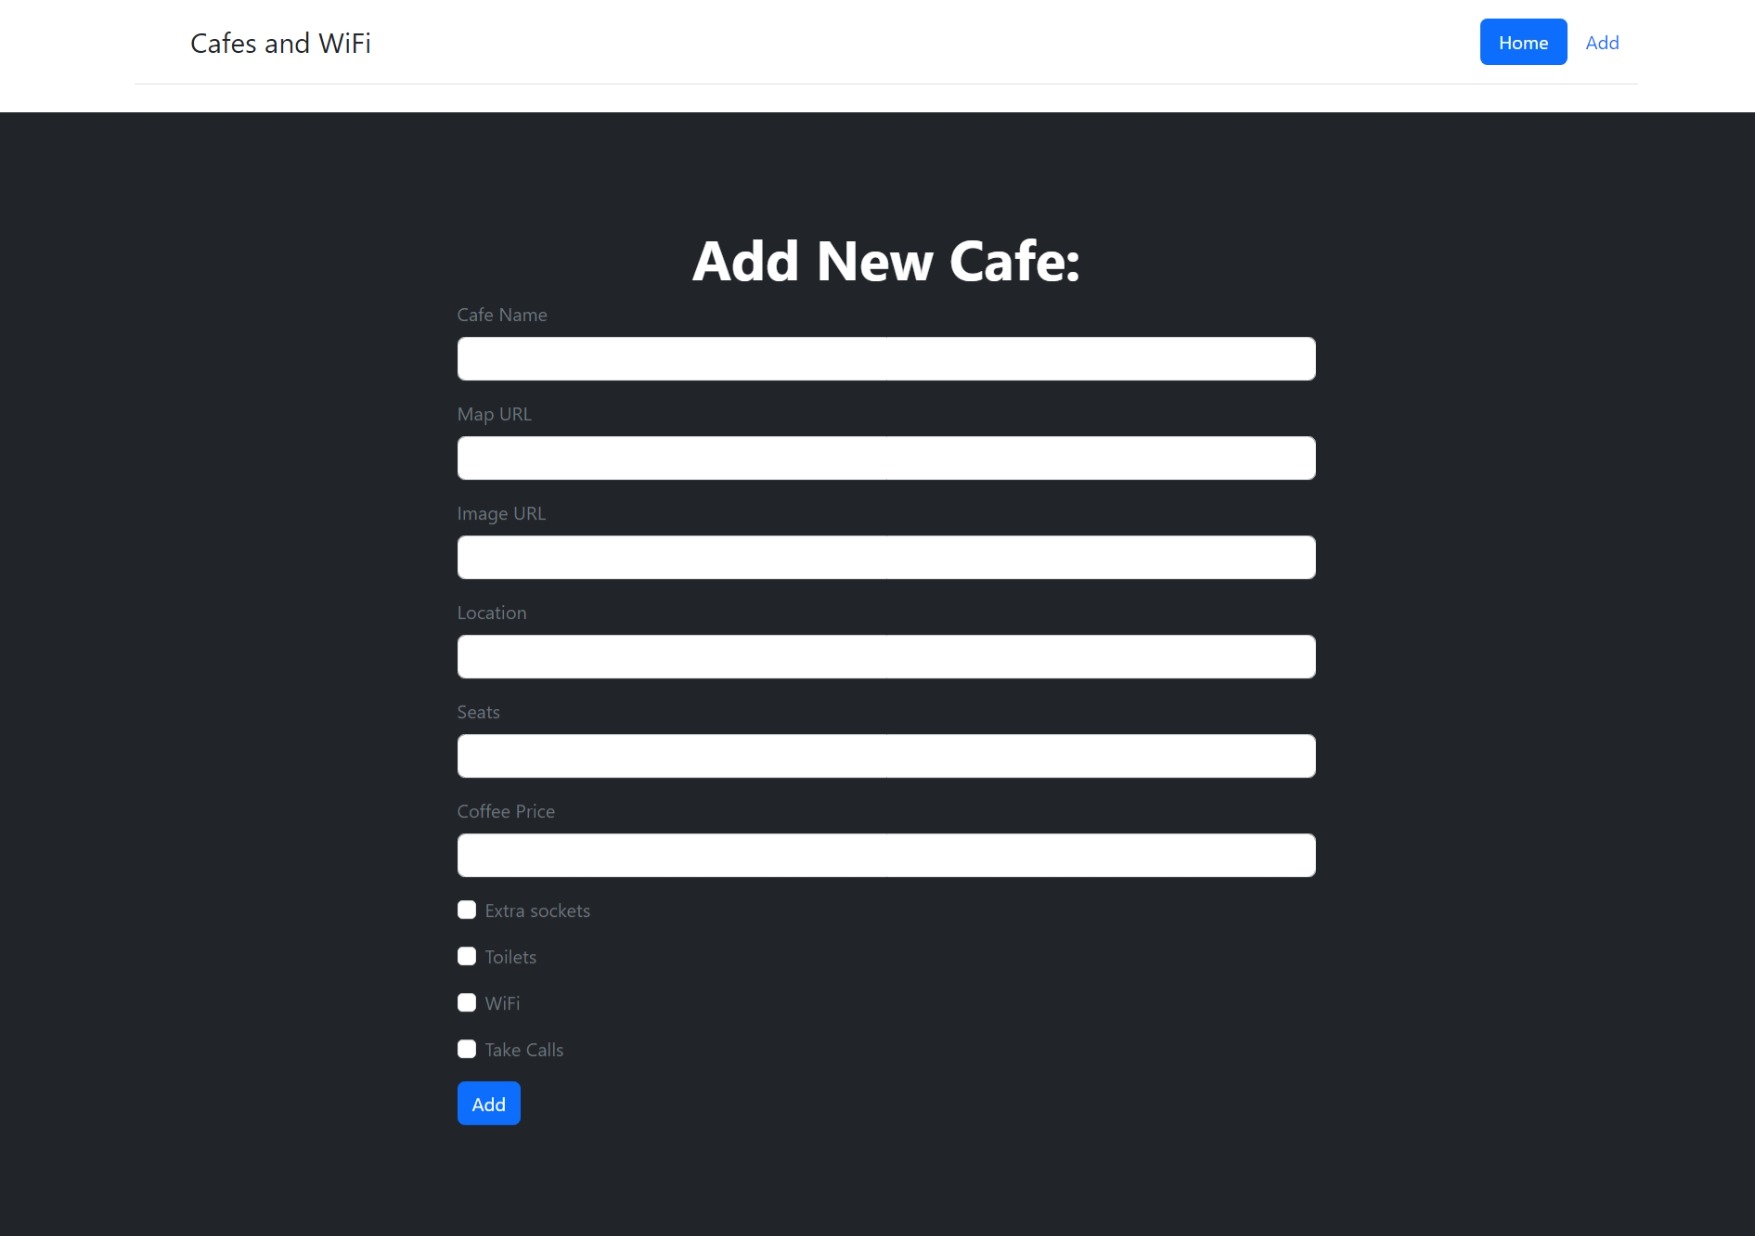 Cafes and WiFi
Home
Add
Add New Cafe:
Cafe Name
Map URL
Image URL
Location
Seats
Coffee Price
Extra sockets
Toilets
WiFi
Take Calls
Add